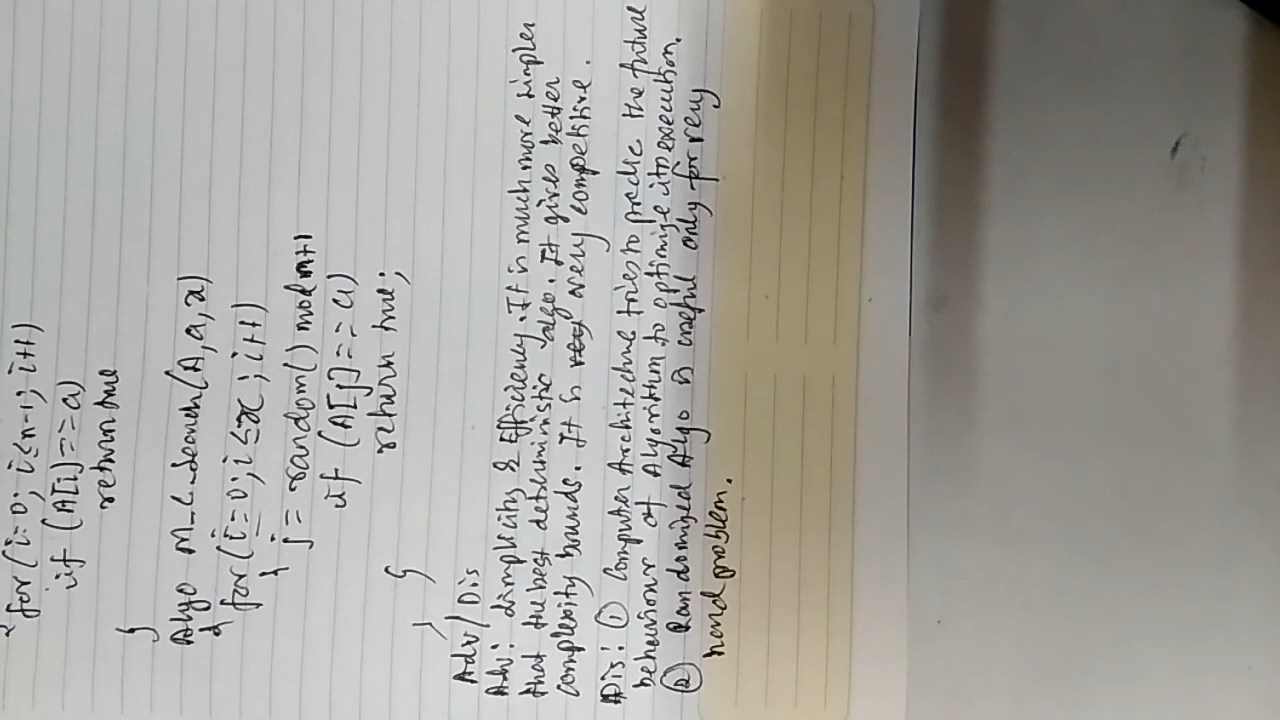 { for (i=0; i≤n-1; i++)
if (A[i]==a)
return true
}
Algo M_C_Search(A, a, x)
{ for (i=0; i≤x; i++)
{ j = random() mod n+1
if (A[j]==a)
return true;
}
}
Adv/Dis
Adv: Simplicity & Efficiency. It is much more simpler
that the best deterministic algo. It gives better
complexity bounds. It is very competitive.
Dis: ① Computer Architechure tries to predic the future
behaviour of Algorithm to optimize its execution.
② Randomized Algo is useful only for very
hard problem.